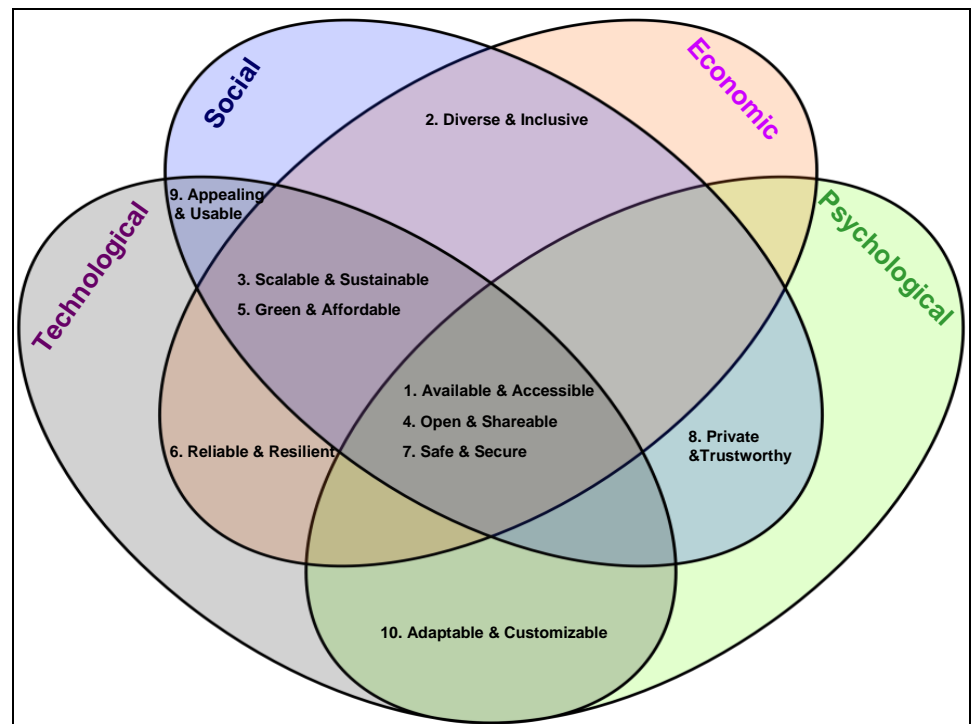 Social
Economic
Technological
Psychological
2. Diverse & Inclusive
9. Appealing
& Usable
3. Scalable & Sustainable
5. Green & Affordable
1. Available & Accessible
4. Open & Shareable
7. Safe & Secure
6. Reliable & Resilient
8. Private
&Trustworthy
10. Adaptable & Customizable